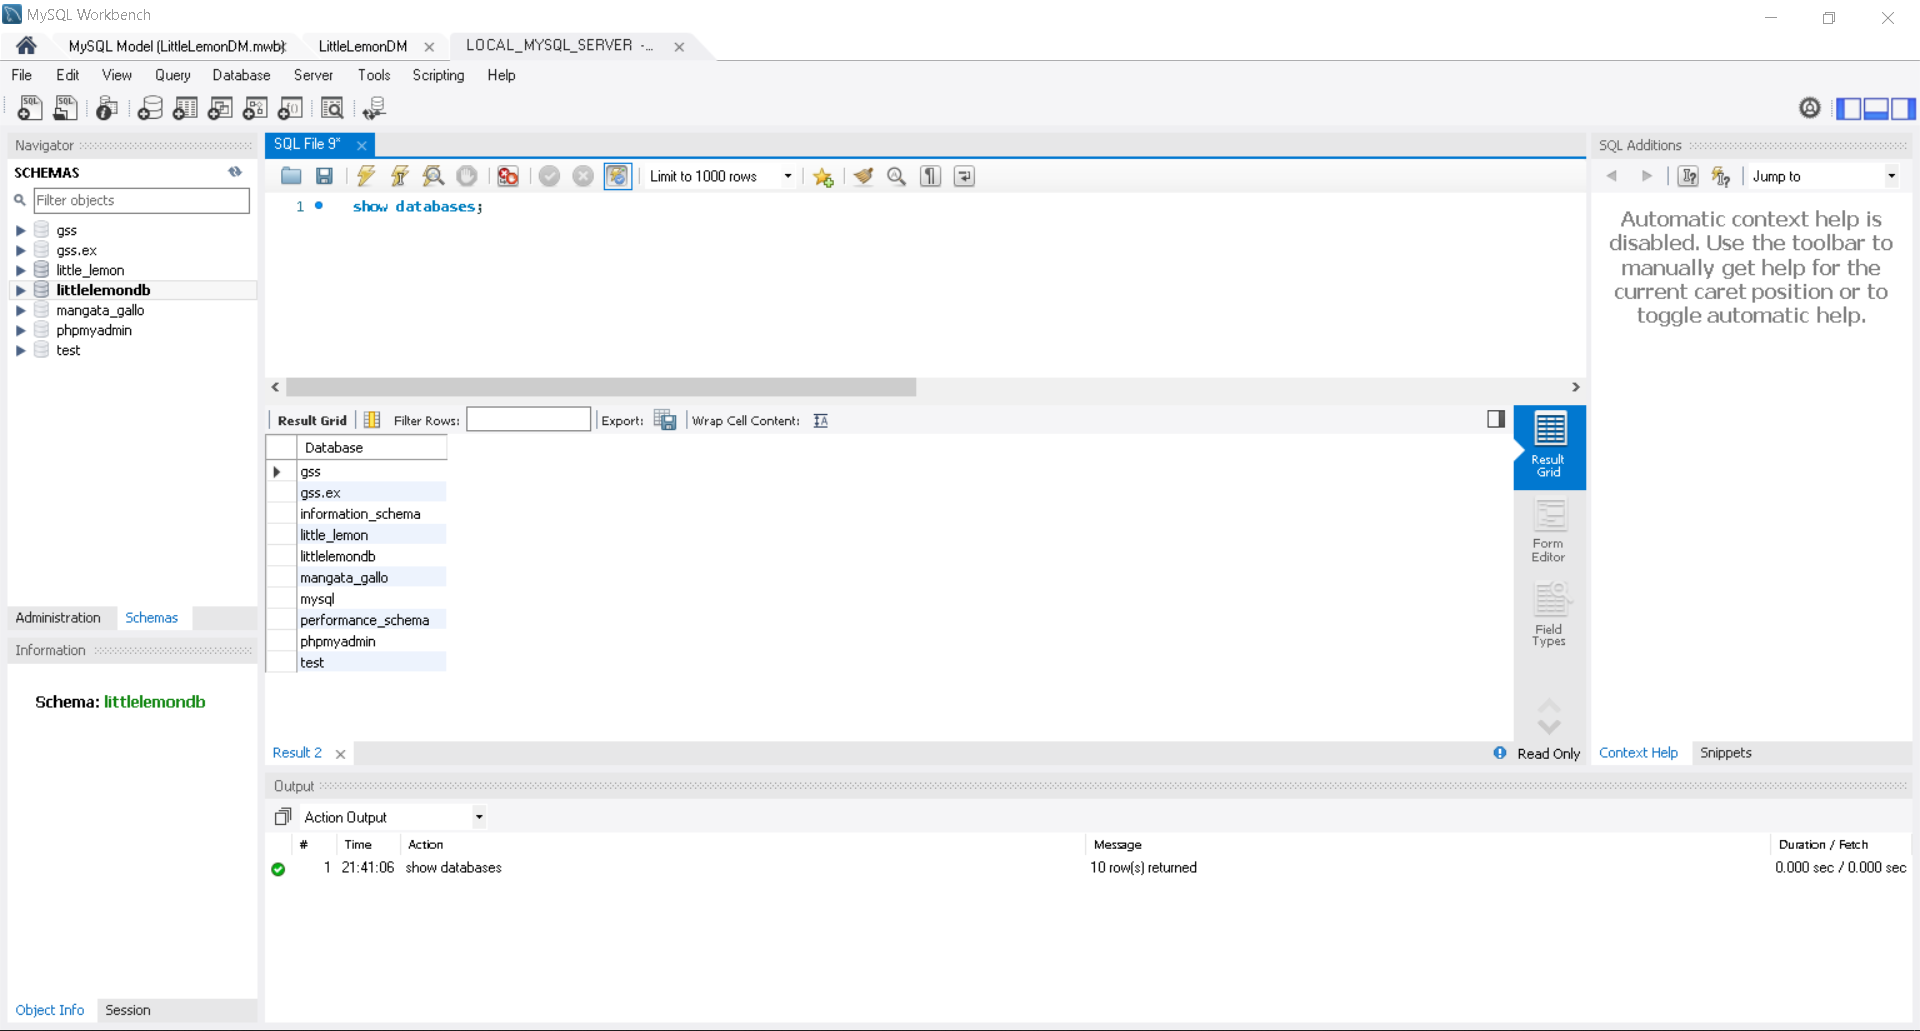 MySQL Workbench
MySQL Model (LittleLemonDM.mwb)
LittleLemonDM
LOCAL_MYSQL_SERVER -...
File Edit View Query Database Server Tools Scripting Help
Navigator
SCHEMAS
Filter objects
gss
gss.ex
little_lemon
littlelemondb
mangata_gallo
phpmyadmin
test
Administration Schemas
Information
Schema: littlelemondb
Object Info Session
SQL File 9*
Limit to 1000 rows
1 show databases;
Result Grid Filter Rows: Export: Wrap Cell Content:
Database
gss
gss.ex
information_schema
little_lemon
littlelemondb
mangata_gallo
mysql
performance_schema
phpmyadmin
test
Result
Grid
Form
Editor
Field
Types
Result 2
Read Only
SQL Additions
Jump to
Automatic context help is
disabled. Use the toolbar to
manually get help for the
current caret position or to
toggle automatic help.
Context Help Snippets
Output
Action Output
# Time Action Message Duration / Fetch
1 21:41:06 show databases 10 row(s) returned 0.000 sec / 0.000 sec